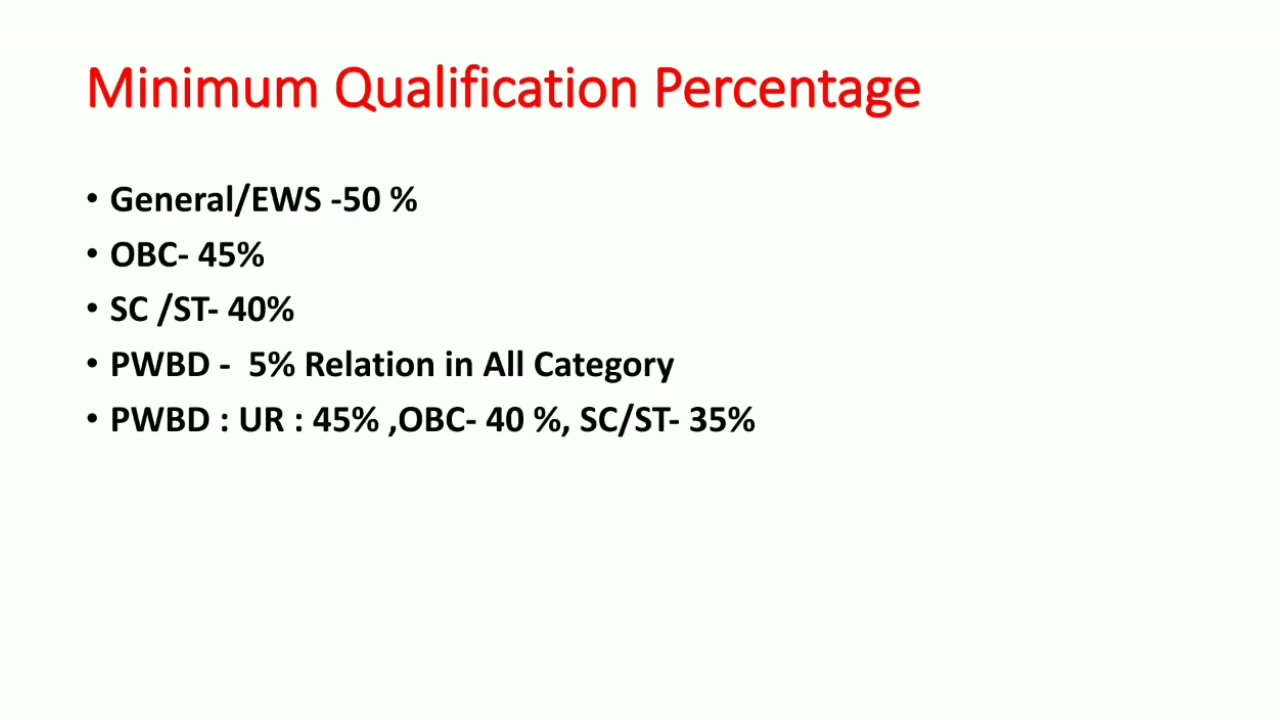 Minimum Qualification Percentage
• General/EWS -50 %
• OBC- 45%
• SC /ST- 40%
• PWBD -  5% Relation in All Category
• PWBD : UR : 45% ,OBC- 40 %, SC/ST- 35%